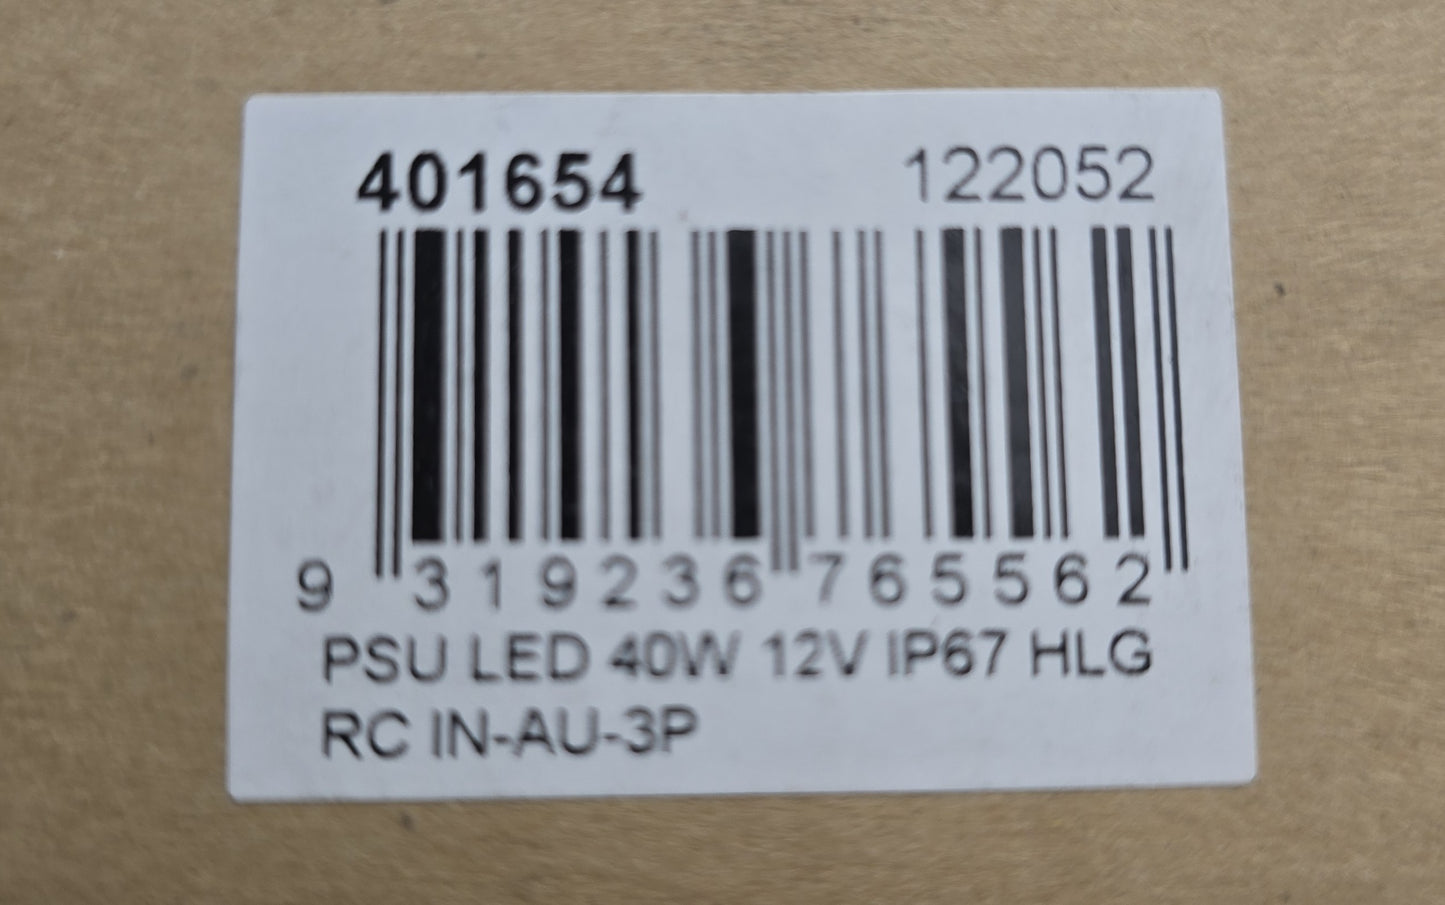 401654 122052
9 319236 765562
PSU LED 40W 12V IP67 HLG
RC IN-AU-3P